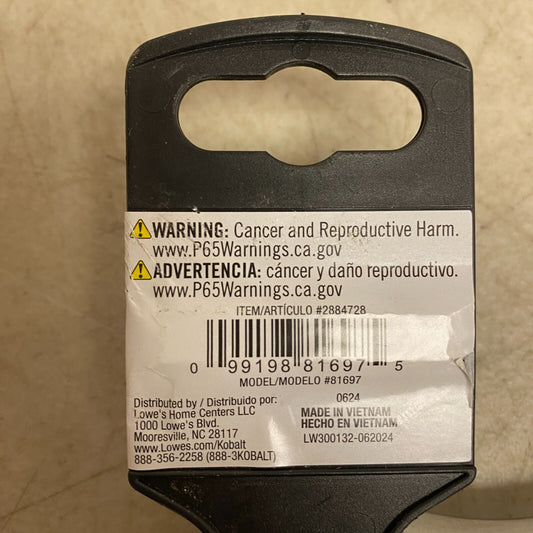 WARNING: Cancer and Reproductive Harm.
www.P65Warnings.ca.gov
ADVERTENCIA: cáncer y daño reproductivo.
www.P65Warnings.ca.gov
ITEM/ARTÍCULO #2884728
0 99198 81697 5
MODEL/MODELO #81697
Distributed by / Distribuido por:
Lowe's Home Centers LLC
1000 Lowe's Blvd.
Mooresville, NC 28117
www.Lowes.com/Kobalt
888-356-2258 (888-3KOBALT)
0624
MADE IN VIETNAM
HECHO EN VIETNAM
LW300132-062024